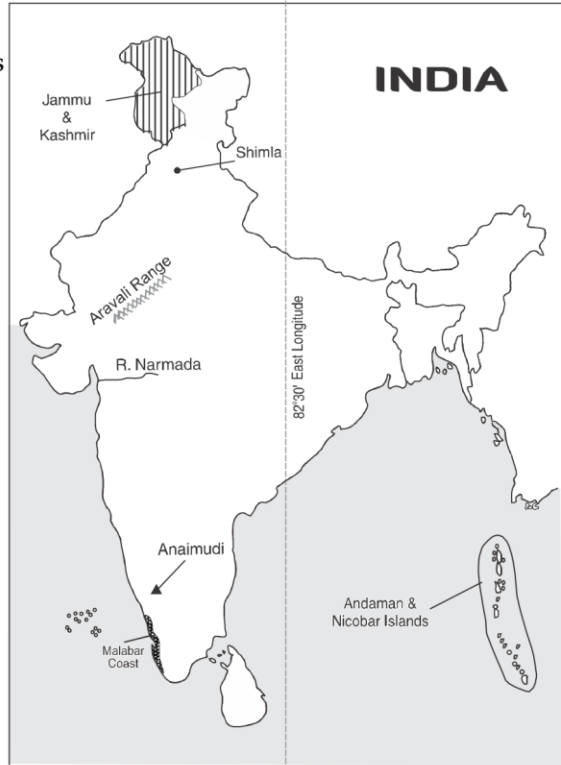 s
INDIA
Jammu
&
Kashmir
Shimla
Aravali Range
R. Narmada
82°30' East Longitude
Anaimudi
Andaman &
Nicobar Islands
Malabar
Coast